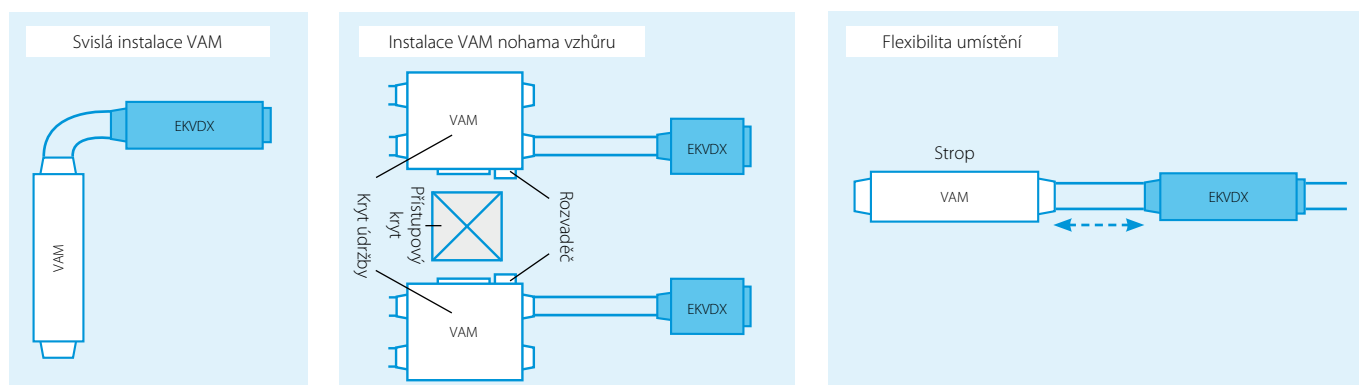 Svislá instalace VAM
EKVDX
VAM
Instalace VAM nohama vzhůru
VAM
EKVDX
Kryt údržby
Přístupový
kryt
Rozvaděč
VAM
EKVDX
Flexibilita umístění
Strop
VAM
EKVDX